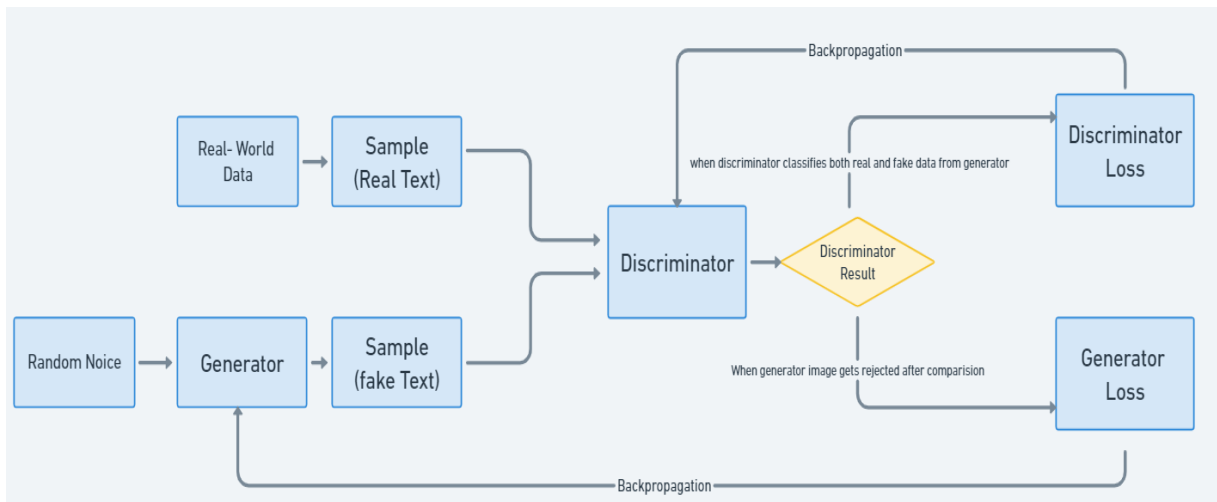 Backpropagation
Real- World
Data
Sample
(Real Text)
Discriminator
Loss
when discriminator classifies both real and fake data from generator
Discriminator
Discriminator
Result
Random Noice
Generator
Sample
(fake Text)
When generator image gets rejected after comparision
Generator
Loss
Backpropagation